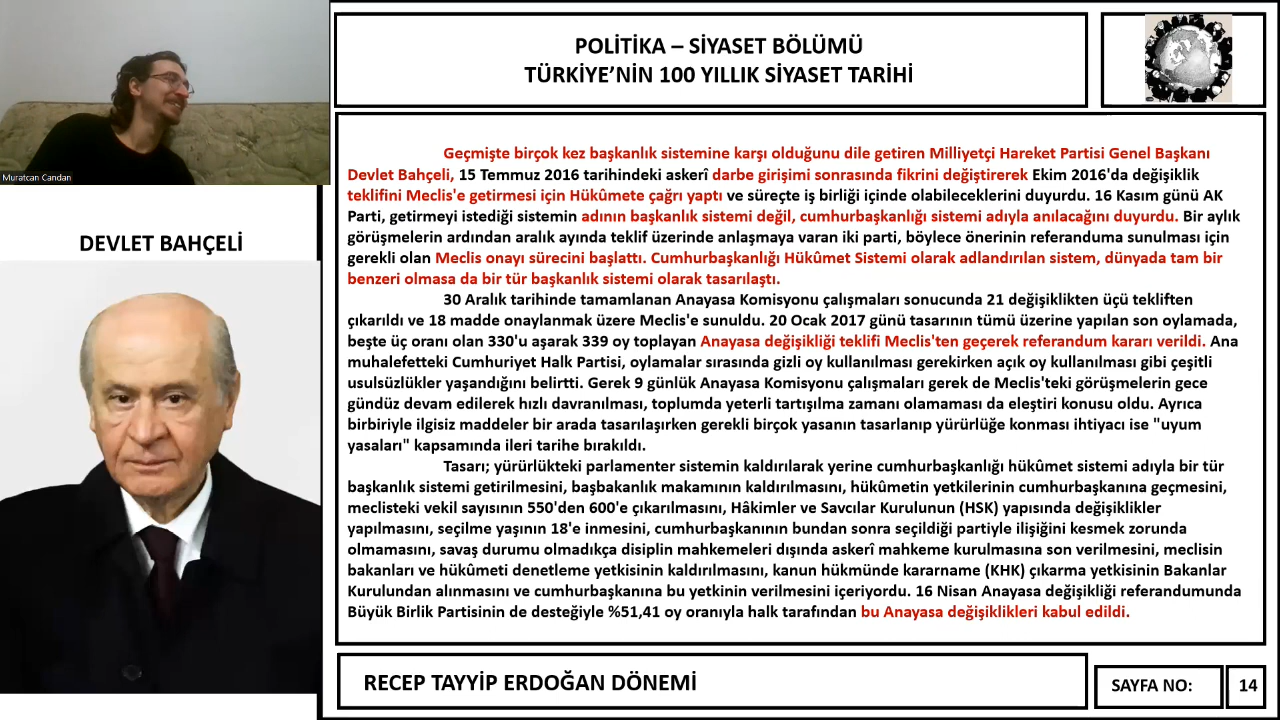 Muratcan Candan
POLİTİKA – SİYASET BÖLÜMÜ
TÜRKİYE'NİN 100 YILLIK SİYASET TARİHİ
DEVLET BAHÇELİ
Geçmişte birçok kez başkanlık sistemine karşı olduğunu dile getiren Milliyetçi Hareket Partisi Genel Başkanı
Devlet Bahçeli, 15 Temmuz 2016 tarihindeki askerî darbe girişimi sonrasında fikrini değiştirerek Ekim 2016'da değişiklik
teklifini Meclis'e getirmesi için Hükûmete çağrı yaptı ve süreçte iş birliği içinde olabileceklerini duyurdu. 16 Kasım günü AK
Parti, getirmeyi istediği sistemin adının başkanlık sistemi değil, cumhurbaşkanlığı sistemi adıyla anılacağını duyurdu. Bir aylık
görüşmelerin ardından aralık ayında teklif üzerinde anlaşmaya varan iki parti, böylece önerinin referanduma sunulması için
gerekli olan Meclis onayı sürecini başlattı. Cumhurbaşkanlığı Hükûmet Sistemi olarak adlandırılan sistem, dünyada tam bir
benzeri olmasa da bir tür başkanlık sistemi olarak tasarılaştı.
30 Aralık tarihinde tamamlanan Anayasa Komisyonu çalışmaları sonucunda 21 değişiklikten üçü tekliften
çıkarıldı ve 18 madde onaylanmak üzere Meclis'e sunuldu. 20 Ocak 2017 günü tasarının tümü üzerine yapılan son oylamada,
beşte üç oranı olan 330'u aşarak 339 oy toplayan Anayasa değişikliği teklifi Meclis'ten geçerek referandum kararı verildi. Ana
muhalefetteki Cumhuriyet Halk Partisi, oylamalar sırasında gizli oy kullanılması gerekirken açık oy kullanılması gibi çeşitli
usulsüzlükler yaşandığını belirtti. Gerek 9 günlük Anayasa Komisyonu çalışmaları gerek de Meclis'teki görüşmelerin gece
gündüz devam edilerek hızlı davranılması, toplumda yeterli tartışılma zamanı olamaması da eleştiri konusu oldu. Ayrıca
birbiriyle ilgisiz maddeler bir arada tasarılaşırken gerekli birçok yasanın tasarlanıp yürürlüğe konması ihtiyacı ise "uyum
yasaları" kapsamında ileri tarihe bırakıldı.
Tasarı; yürürlükteki parlamenter sistemin kaldırılarak yerine cumhurbaşkanlığı hükûmet sistemi adıyla bir tür
başkanlık sistemi getirilmesini, başbakanlık makamının kaldırılmasını, hükûmetin yetkilerinin cumhurbaşkanına geçmesini,
meclisteki vekil sayısının 550'den 600'e çıkarılmasını, Hâkimler ve Savcılar Kurulunun (HSK) yapısında değişiklikler
yapılmasını, seçilme yaşının 18'e inmesini, cumhurbaşkanının bundan sonra seçildiği partiyle ilişiğini kesmek zorunda
olmamasını, savaş durumu olmadıkça disiplin mahkemeleri dışında askerî mahkeme kurulmasına son verilmesini, meclisin
bakanları ve hükûmeti denetleme yetkisinin kaldırılmasını, kanun hükmünde kararname (KHK) çıkarma yetkisinin Bakanlar
Kurulundan alınmasını ve cumhurbaşkanına bu yetkinin verilmesini içeriyordu. 16 Nisan Anayasa değişikliği referandumunda
Büyük Birlik Partisinin de desteğiyle %51,41 oy oranıyla halk tarafından bu Anayasa değişiklikleri kabul edildi.
RECEP TAYYİP ERDOĞAN DÖNEMİ
SAYFA NO:
14